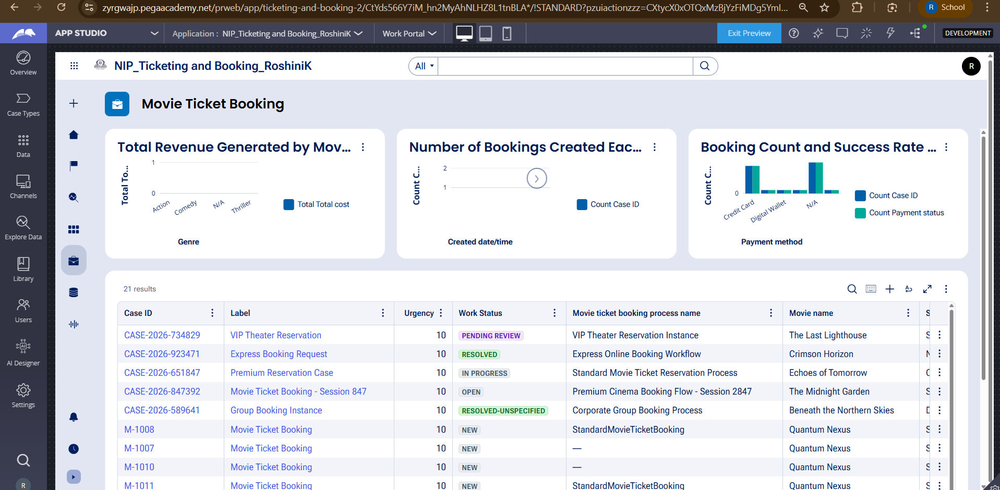 zyrgwajp.pegaacademy.net/prweb/app/ticketing-and-booking-2/CtYds566Y7iM_hn2MyAhNLHZ8L1tnBLA*/!STANDARD?pzuiactionzzz=CXtycX0xOTQxMzBjYzFiMDg5YmI...
R School
APP STUDIO
Application : NIP_Ticketing and Booking_RoshiniK
Work Portal
Exit Preview
DEVELOPMENT
Overview
Case Types
Data
Channels
Explore Data
Library
Users
AI Designer
Settings
R
NIP_Ticketing and Booking_RoshiniK
All
R
Movie Ticket Booking
Total Revenue Generated by Mov...
Total To...
1
0
Action
Comedy
N/A
Thriller
Total Total cost
Genre
Number of Bookings Created Eac...
Count C...
2
1
Count Case ID
Created date/time
Booking Count and Success Rate ...
Count C...
0
Credit Card
Digital Wallet
N/A
Count Case ID
Count Payment status
Payment method
21 results
Case ID Label Urgency Work Status Movie ticket booking process name Movie name S
CASE-2026-734829 VIP Theater Reservation 10 PENDING REVIEW VIP Theater Reservation Instance The Last Lighthouse S
CASE-2026-923471 Express Booking Request 10 RESOLVED Express Online Booking Workflow Crimson Horizon
CASE-2026-651847 Premium Reservation Case 10 IN PROGRESS Standard Movie Ticket Reservation Process Echoes of Tomorrow
CASE-2026-847392 Movie Ticket Booking - Session 847 10 OPEN Premium Cinema Booking Flow - Session 2847 The Midnight Garden S
CASE-2026-589641 Group Booking Instance 10 RESOLVED-UNSPECIFIED Corporate Group Booking Process Beneath the Northern Skies
M-1008 Movie Ticket Booking 10 NEW StandardMovieTicketBooking Quantum Nexus S
M-1007 Movie Ticket Booking 10 NEW — Quantum Nexus S
M-1010 Movie Ticket Booking 10 NEW — Quantum Nexus S
M-1011 Movie Ticket Booking 10 NEW StandardMovieTicketBooking Quantum Nexus S